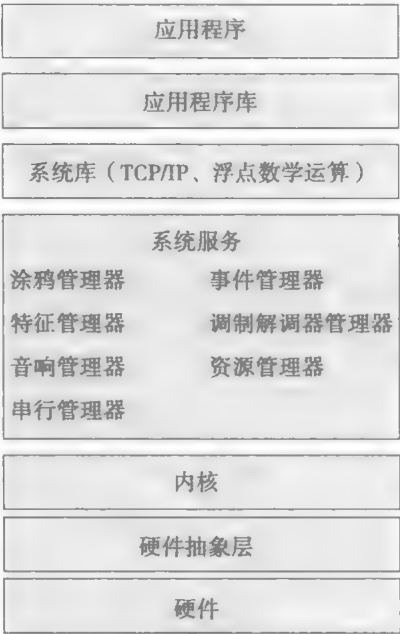 应用程序
应用程序库
系统库（TCP/IP、浮点数学运算）
系统服务
涂鸦管理器 事件管理器
特征管理器 调制解调器管理器
音响管理器 资源管理器
串行管理器
内核
硬件抽象层
硬件